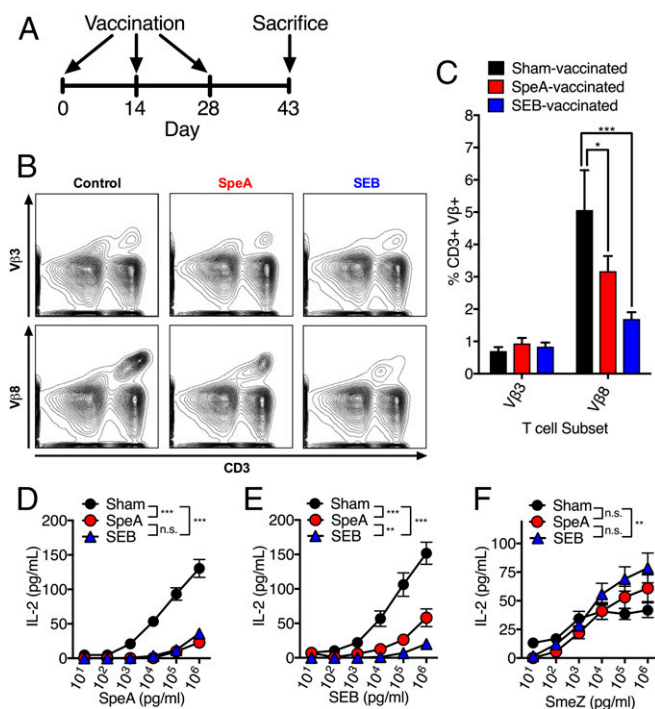 A
Vaccination
Sacrifice
0 14 28 43
Day
B
Control SpeA SEB
Vβ3
Vβ8
CD3
C
Sham-vaccinated
SpeA-vaccinated
SEB-vaccinated
8
7
6
5
4
3
2
1
0
% CD3+ Vβ+
***
*
Vβ3 Vβ8
T cell Subset
D
Sham
SpeA
SEB
***
n.s.
***
200
150
100
50
0
IL-2 (pg/mL)
10¹ 10² 10³ 10⁴ 10⁵ 10⁶
SpeA (pg/ml)
E
Sham
SpeA
SEB
***
**
***
200
150
100
50
0
IL-2 (pg/mL)
10¹ 10² 10³ 10⁴ 10⁵ 10⁶
SEB (pg/ml)
F
Sham
SpeA
SEB
n.s.
n.s.
**
100
75
50
25
0
IL-2 (pg/mL)
10¹ 10² 10³ 10⁴ 10⁵ 10⁶
SmeZ (pg/ml)